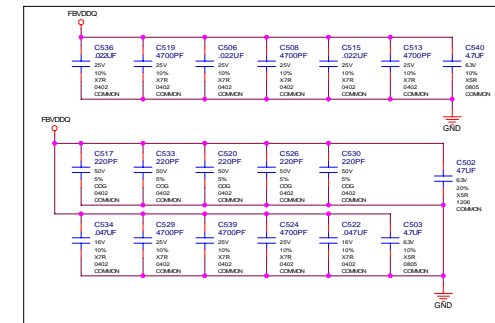 FBVDDQ
C536 C519 C506 C508 C515 C513 C540
.022UF 4700PF .022UF 4700PF .022UF 4700PF 4.7UF
25V 25V 25V 25V 25V 25V 6.3V
10% 10% 10% 10% 10% 10% 10%
X7R X7R X7R X7R X7R X7R X5R
0402 0402 0402 0402 0402 0402 0805
COMMON COMMON COMMON COMMON COMMON COMMON COMMON
GND
FBVDDQ
C517 C533 C520 C526 C530
220PF 220PF 220PF 220PF 220PF
50V 50V 50V 50V 50V
5% 5% 5% 5% 5%
COG COG COG COG COG
0402 0402 0402 0402 0402
COMMON COMMON COMMON COMMON COMMON
C502
47UF
6.3V
20%
X5R
1206
COMMON
C534 C529 C539 C524 C522 C503
.047UF 4700PF 4700PF 4700PF .047UF 4.7UF
16V 25V 25V 25V 16V 6.3V
10% 10% 10% 10% 10% 10%
X7R X7R X7R X7R X7R X5R
0402 0402 0402 0402 0402 0805
COMMON COMMON COMMON COMMON COMMON COMMON
GND